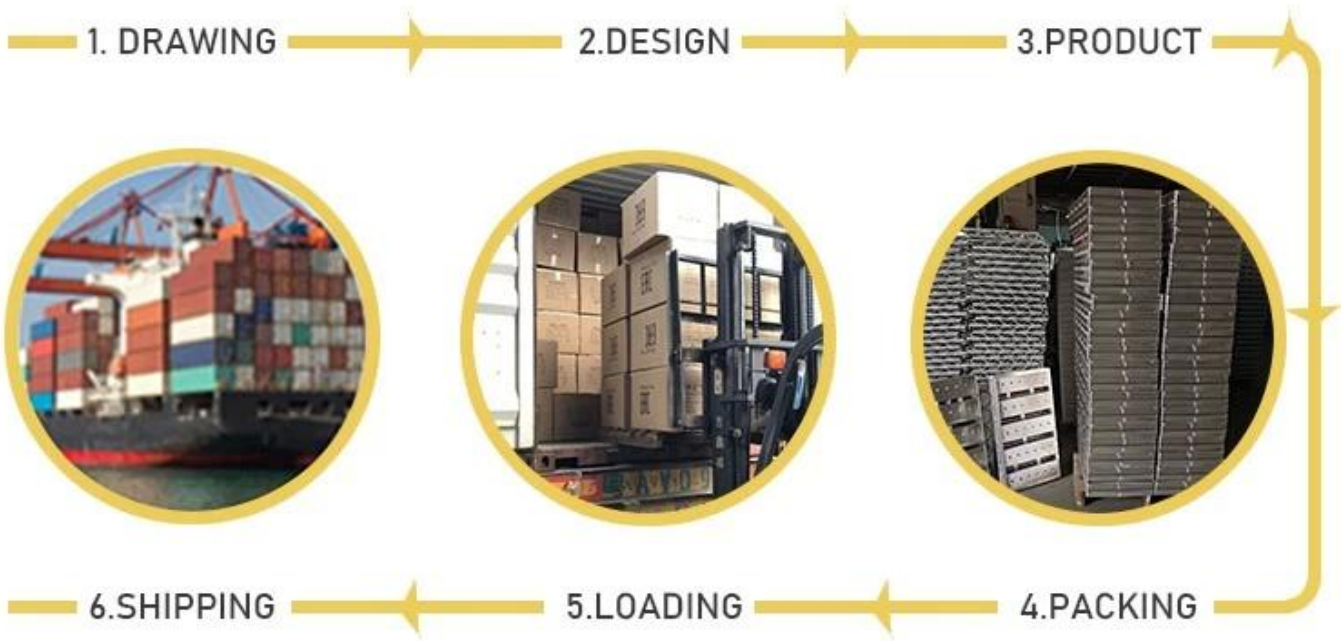 1. DRAWING
2.DESIGN
3.PRODUCT
6.SHIPPING
5.LOADING
4.PACKING